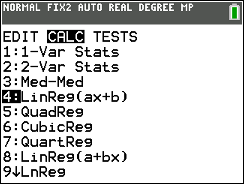 NORMAL FIX2 AUTO REAL DEGREE MP
EDIT CALC TESTS
1:1-Var Stats
2:2-Var Stats
3:Med-Med
4:LinReg(ax+b)
5:QuadReg
6:CubicReg
7:QuartReg
8:LinReg(a+bx)
9↓LnReg